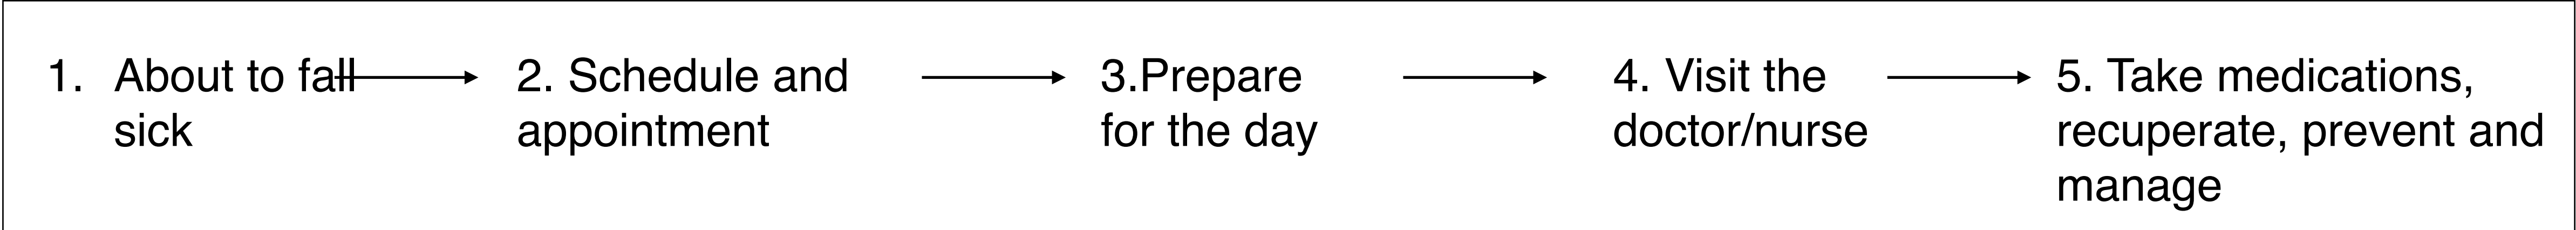 1. About to fall
sick
2. Schedule and
appointment
3.Prepare
for the day
4. Visit the
doctor/nurse
5. Take medications,
recuperate, prevent and
manage